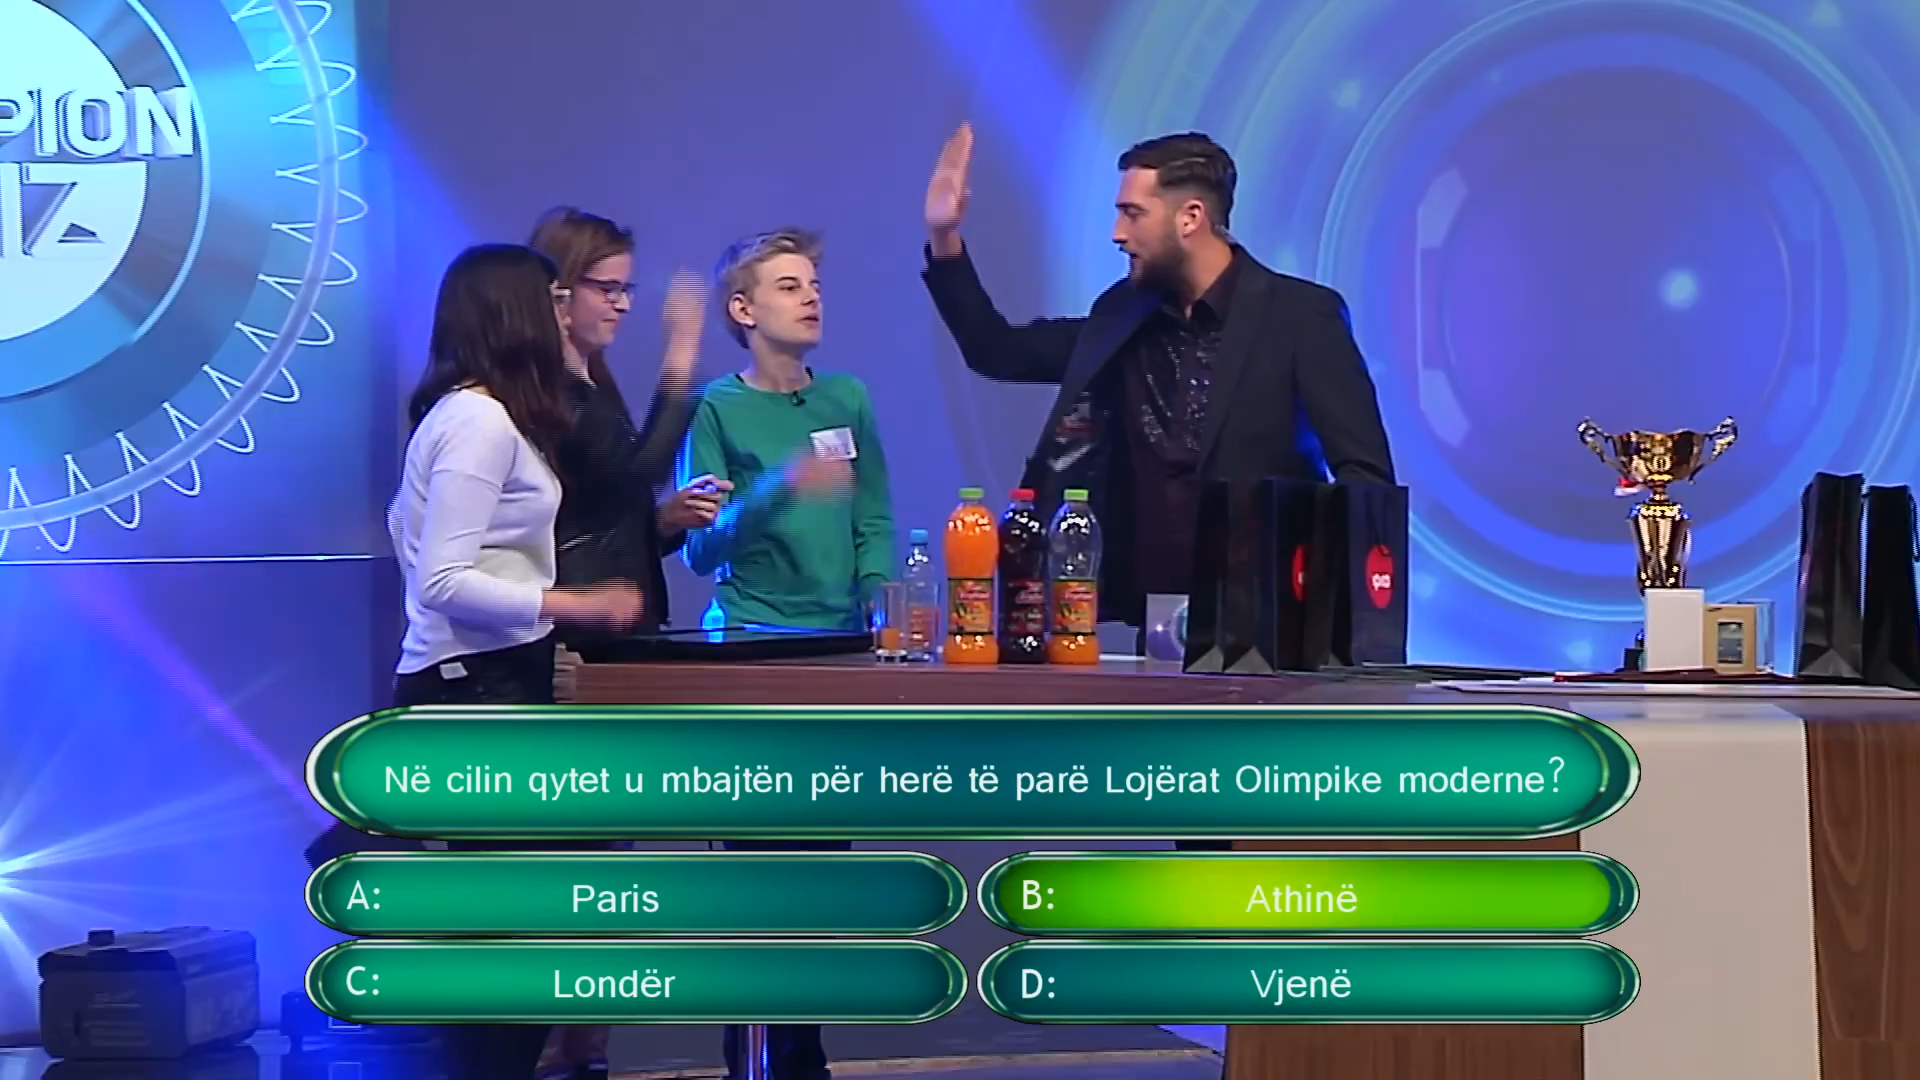 PION
IZ
Në cilin qytet u mbajtën për herë të parë Lojërat Olimpike moderne?
A: Paris
B: Athinë
C: Londër
D: Vjenë